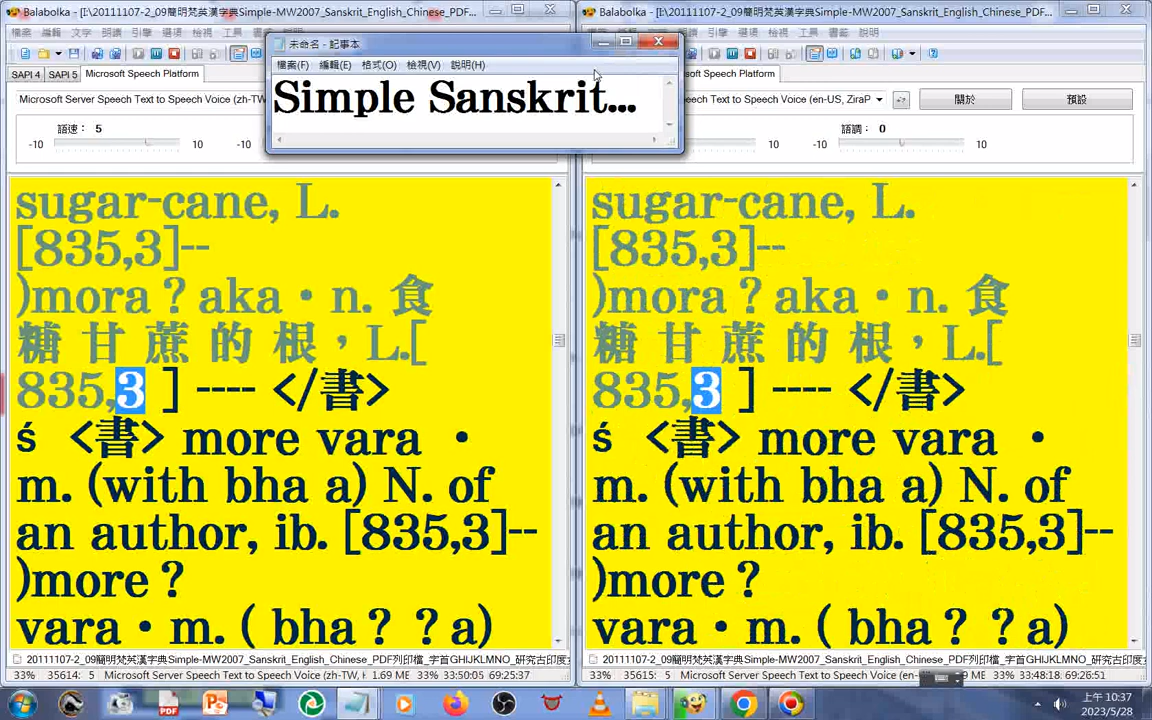 Balabolka - [I:\20111107-2_09簡明梵英漢字典Simple-MW2007_Sanskrit_English_Chinese_PDF...
檔案 編輯 文字 朗讀 引擎 選項 檢視 工具 書籤 說明
SAPI 4 SAPI 5 Microsoft Speech Platform
Microsoft Server Speech Text to Speech Voice (zh-TW,
語速： 5
-10 10 -10
sugar-cane, L.
[835,3]--
)mora？aka‧n. 食
糖 甘 蔗 的 根，L.[
835,3 ] ---- </書>
ś <書> more vara ‧
m. (with bha a) N. of
an author, ib. [835,3]--
)more？
vara‧m. ( bha？？a)
20111107-2_09簡明梵英漢字典Simple-MW2007_Sanskrit_English_Chinese_PDF列印檔_字首GHIJKLMNO_研究古印度
33% 35614: 5 Microsoft Server Speech Text to Speech Voice (zh-TW, H 1.69 ME 33% 33:50:05 69:25:37
未命名 - 記事本
檔案(F) 編輯(E) 格式(O) 檢視(V) 說明(H)
Simple Sanskrit...
Balabolka - [I:\20111107-2_09簡明梵英漢字典Simple-MW2007_Sanskrit_English_Chinese_PDF...
朗讀 引擎 選項 檢視 工具 書籤 說明
Speech Platform
eech Text to Speech Voice (en-US, ZiraP 關於 預設
語調： 0
10 -10 10
sugar-cane, L.
[835,3]--
)mora？aka‧n. 食
糖 甘 蔗 的 根，L.[
835,3 ] ---- </書>
ś <書> more vara ‧
m. (with bha a) N. of
an author, ib. [835,3]--
)more？
vara‧m. ( bha？？a)
20111107-2_09簡明梵英漢字典Simple-MW2007_Sanskrit_English_Chinese_PDF列印檔_字首GHIJKLMNO_研究古印度
33% 35615: 5 Microsoft Server Speech Text to Speech Voice (en-US, Z 33% 33:48:18 69:26:51
PDF
上午 10:37
2023/5/28